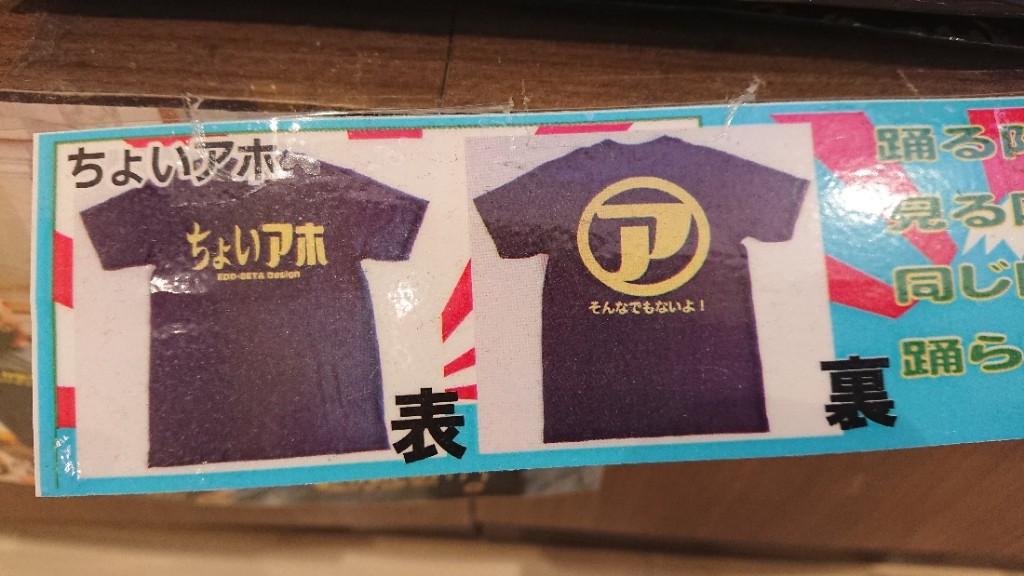 ちょいアホ
ちょいアホ
EDO-BETA Design
表
ア
そんなでもないよ！
裏
踊る
見る
同じ
踊ら